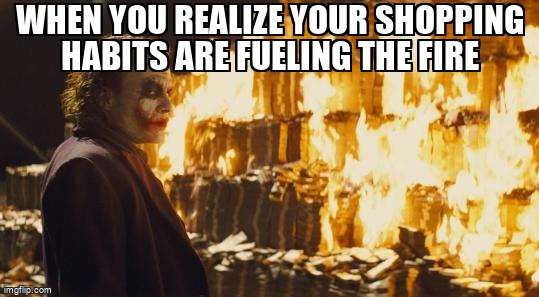 WHEN YOU REALIZE YOUR SHOPPING
HABITS ARE FUELING THE FIRE
imgflip.com